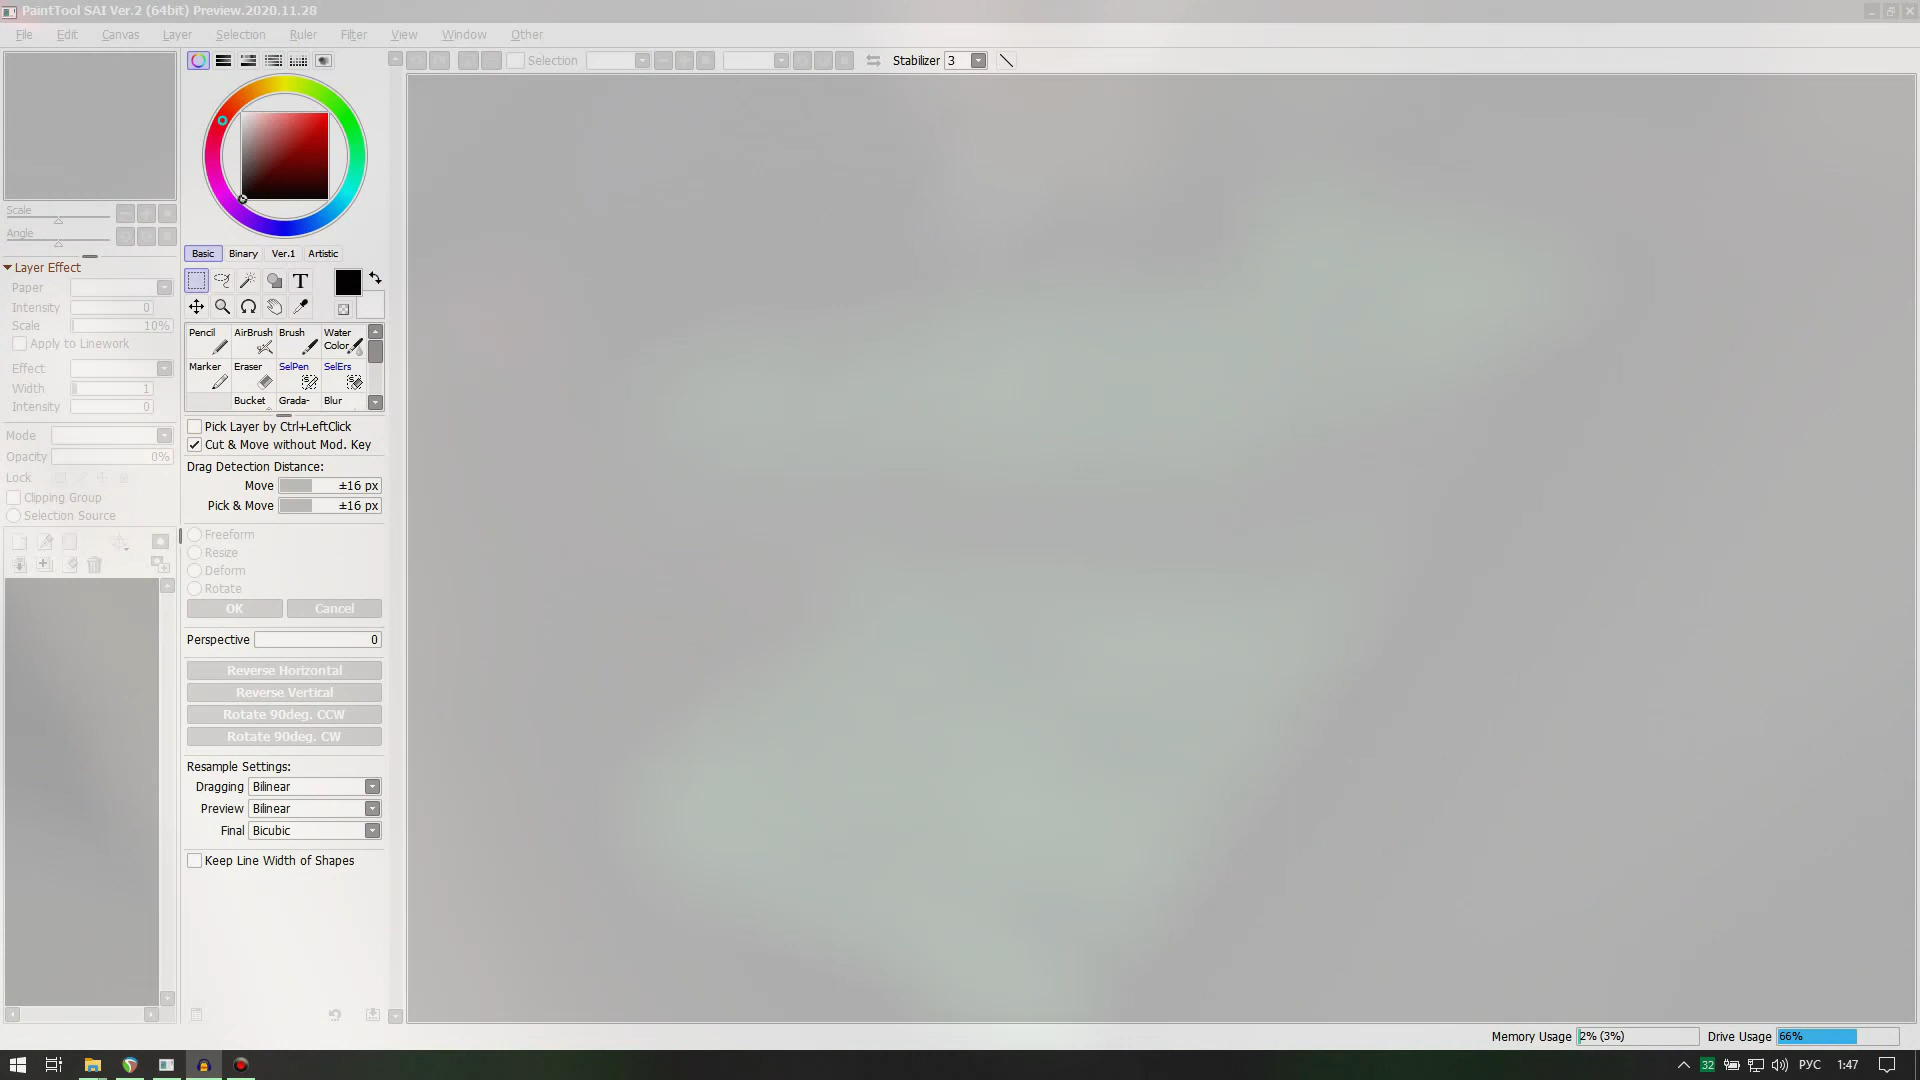 PaintTool SAI Ver.2 (64bit) Preview.2020.11.28
File Edit Canvas Layer Selection Ruler Filter View Window Other
Selection
Stabilizer 3
Scale
Angle
Layer Effect
Paper
Intensity 0
Scale 10%
Apply to Linework
Effect
Width 1
Intensity 0
Mode
Opacity 0%
Lock
Clipping Group
Selection Source
Basic Binary Ver.1 Artistic
T
Pencil AirBrush Brush Water Color
Marker Eraser SelPen SelErs
Bucket Grada- Blur
Pick Layer by Ctrl+LeftClick
Cut & Move without Mod. Key
Drag Detection Distance:
Move ±16 px
Pick & Move ±16 px
Freeform
Resize
Deform
Rotate
OK Cancel
Perspective 0
Reverse Horizontal
Reverse Vertical
Rotate 90deg. CCW
Rotate 90deg. CW
Resample Settings:
Dragging Bilinear
Preview Bilinear
Final Bicubic
Keep Line Width of Shapes
Memory Usage 2% (3%) Drive Usage 66%
32 РУС 1:47